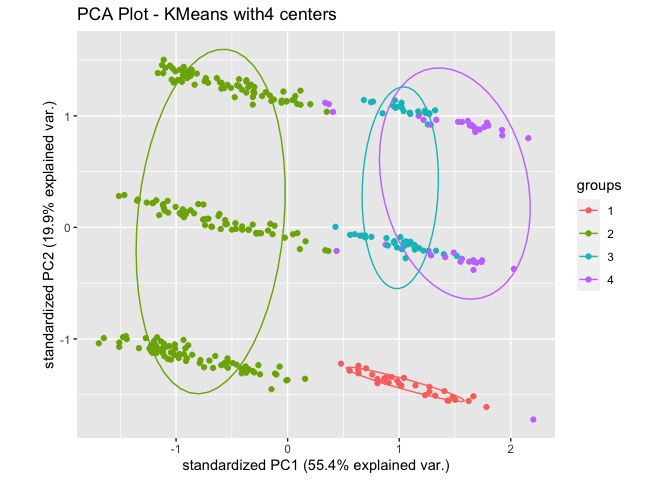 PCA Plot - KMeans with4 centers
standardized PC2 (19.9% explained var.)
1
0
-1
-1
0
1
2
standardized PC1 (55.4% explained var.)
groups
1
2
3
4